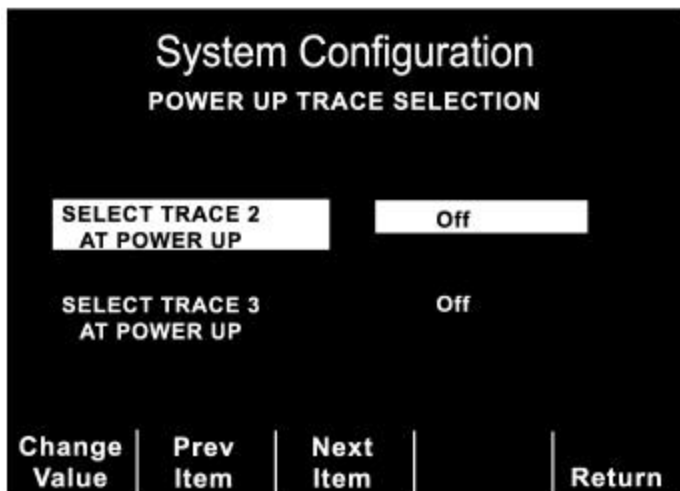 System Configuration
POWER UP TRACE SELECTION
SELECT TRACE 2
AT POWER UP
Off
SELECT TRACE 3
AT POWER UP
Off
Change
Value
Prev
Item
Next
Item
Return